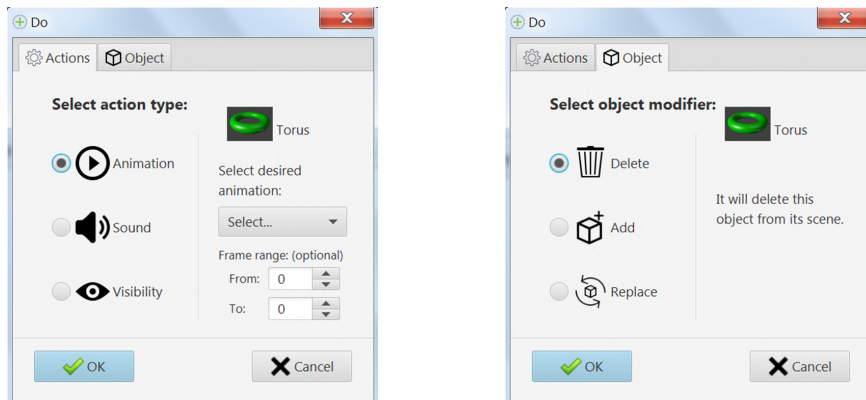 Do
Actions
Object
Select action type:
Torus
Animation
Sound
Visibility
Select desired
animation:
Select...
Frame range: (optional)
From: 0
To: 0
OK
Cancel
Do
Actions
Object
Select object modifier:
Torus
Delete
Add
Replace
It will delete this
object from its scene.
OK
Cancel